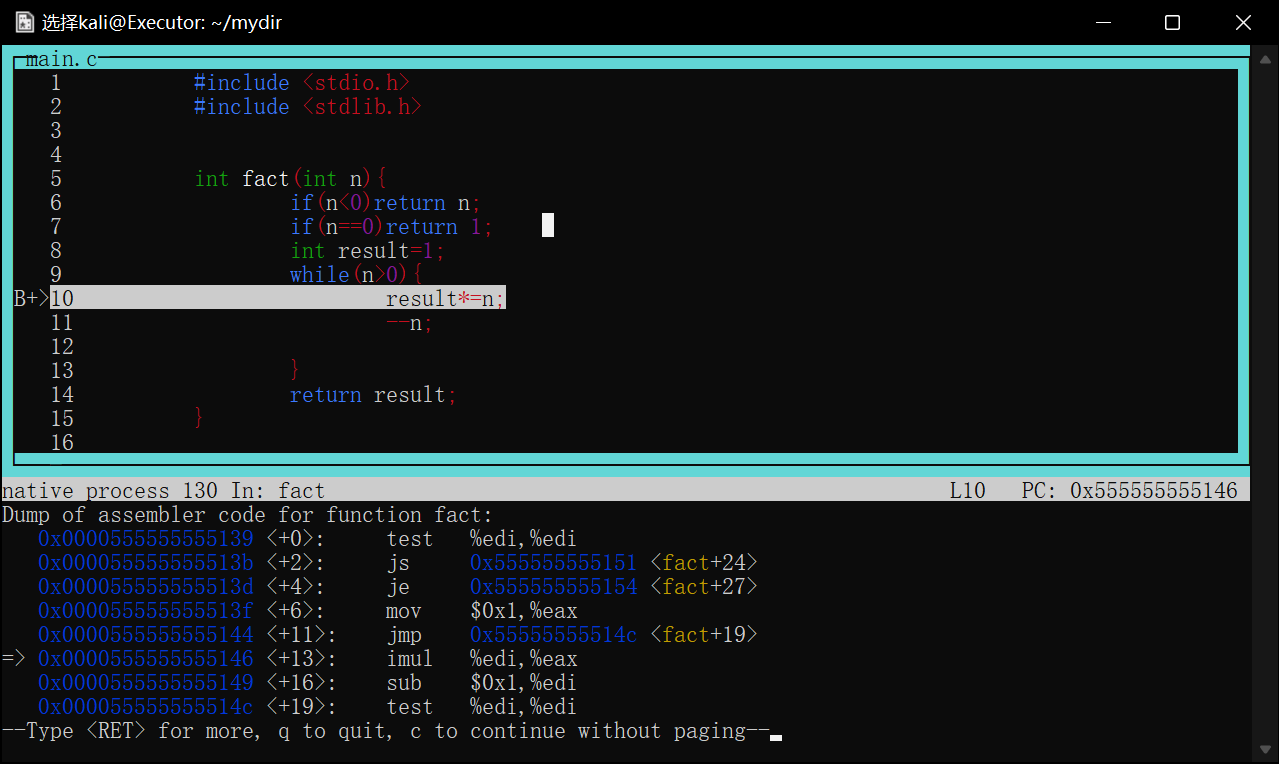 选择kali@Executor: ~/mydir
main.c
1 #include <stdio.h>
2 #include <stdlib.h>
3
4
5 int fact(int n){
6 if(n<0)return n;
7 if(n==0)return 1;
8 int result=1;
9 while(n>0){
B+>10 result*=n;
11 --n;
12
13 }
14 return result;
15 }
16
native process 130 In: fact L10 PC: 0x555555555146
Dump of assembler code for function fact:
0x0000555555555139 <+0>: test %edi,%edi
0x000055555555513b <+2>: js 0x555555555151 <fact+24>
0x000055555555513d <+4>: je 0x555555555154 <fact+27>
0x000055555555513f <+6>: mov $0x1,%eax
0x0000555555555144 <+11>: jmp 0x55555555514c <fact+19>
=> 0x0000555555555146 <+13>: imul %edi,%eax
0x0000555555555149 <+16>: sub $0x1,%edi
0x000055555555514c <+19>: test %edi,%edi
--Type <RET> for more, q to quit, c to continue without paging--